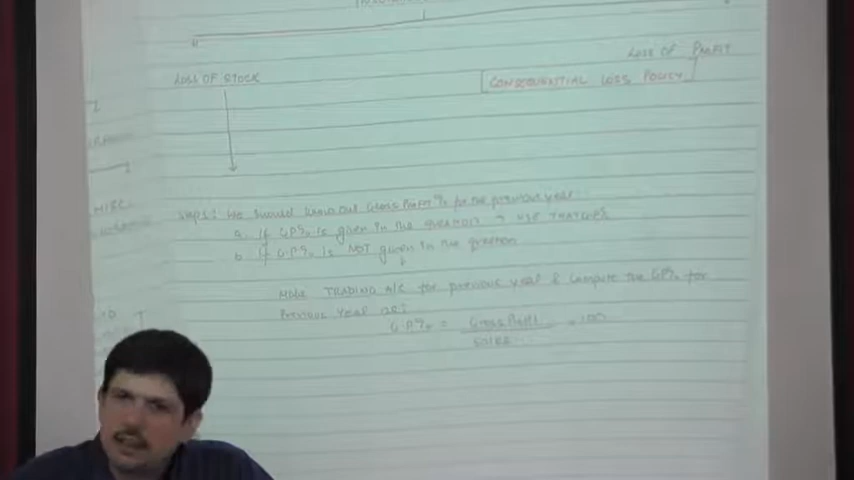 LOSS OF PROFIT
LOSS OF STOCK
CONSEQUENTIAL LOSS POLICY
MISC.
Step 1: We should work out Gross Profit % for the previous year
a. If GP% is given in the question → USE THAT GP%
b. If G.P.% is NOT given in the question
Make TRADING A/C for previous year & compute the GP% for
Previous Year as:
G.P.% = Gross Profit × 100
Sales